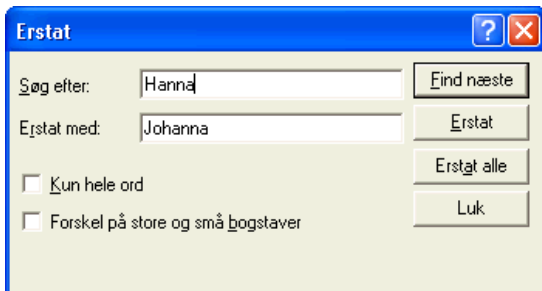 Erstat
Søg efter: Hanna Find næste
Erstat med: Johanna Erstat
Erstat alle
Kun hele ord
Luk
Forskel på store og små bogstaver